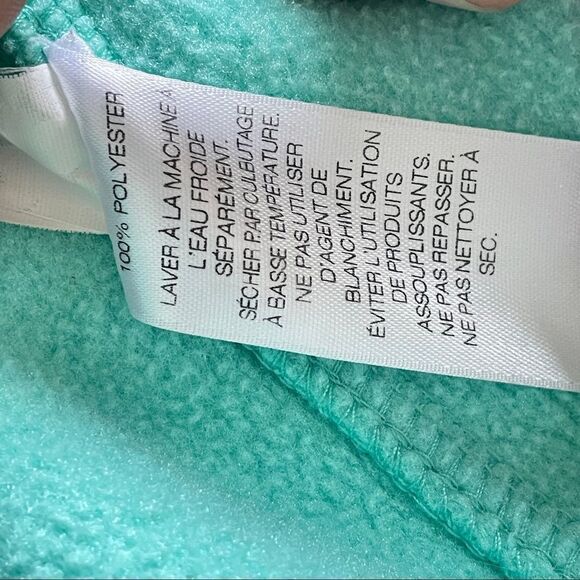 100% POLYESTER
LAVER À LA MACHINE À
L'EAU FROIDE
SÉPARÉMENT.
SÉCHER PAR CULBUTAGE
À BASSE TEMPÉRATURE.
NE PAS UTILISER
D'AGENT DE
BLANCHIMENT.
ÉVITER L'UTILISATION
DE PRODUITS
ASSOUPLISSANTS.
NE PAS REPASSER.
NE PAS NETTOYER À
SEC.